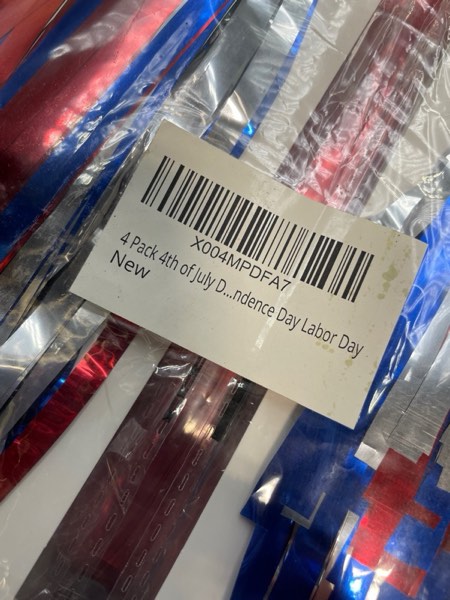 X004MPDFA7
4 Pack 4th of July D...ndence Day Labor Day
New